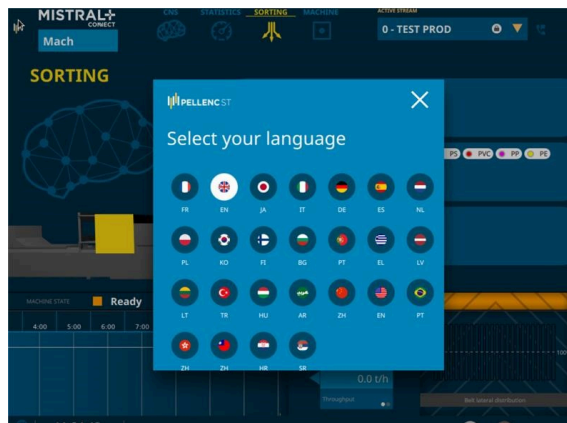 MISTRAL+
CONNECT
CNS
STATISTICS
SORTING
MACHINE
ACTIVE STREAM
Mach
0 - TEST PROD
SORTING
PELLENC ST
Select your language
FR EN JA IT DE ES NL
PL KO FI BG PT EL LV
LT TR HU AR ZH EN PT
ZH ZH HR SR
PS PVC PP PE
MACHINE STATE
Ready
4:00 5:00 6:00 7:00
100
0.0 t/h
Throughput
Belt lateral distribution